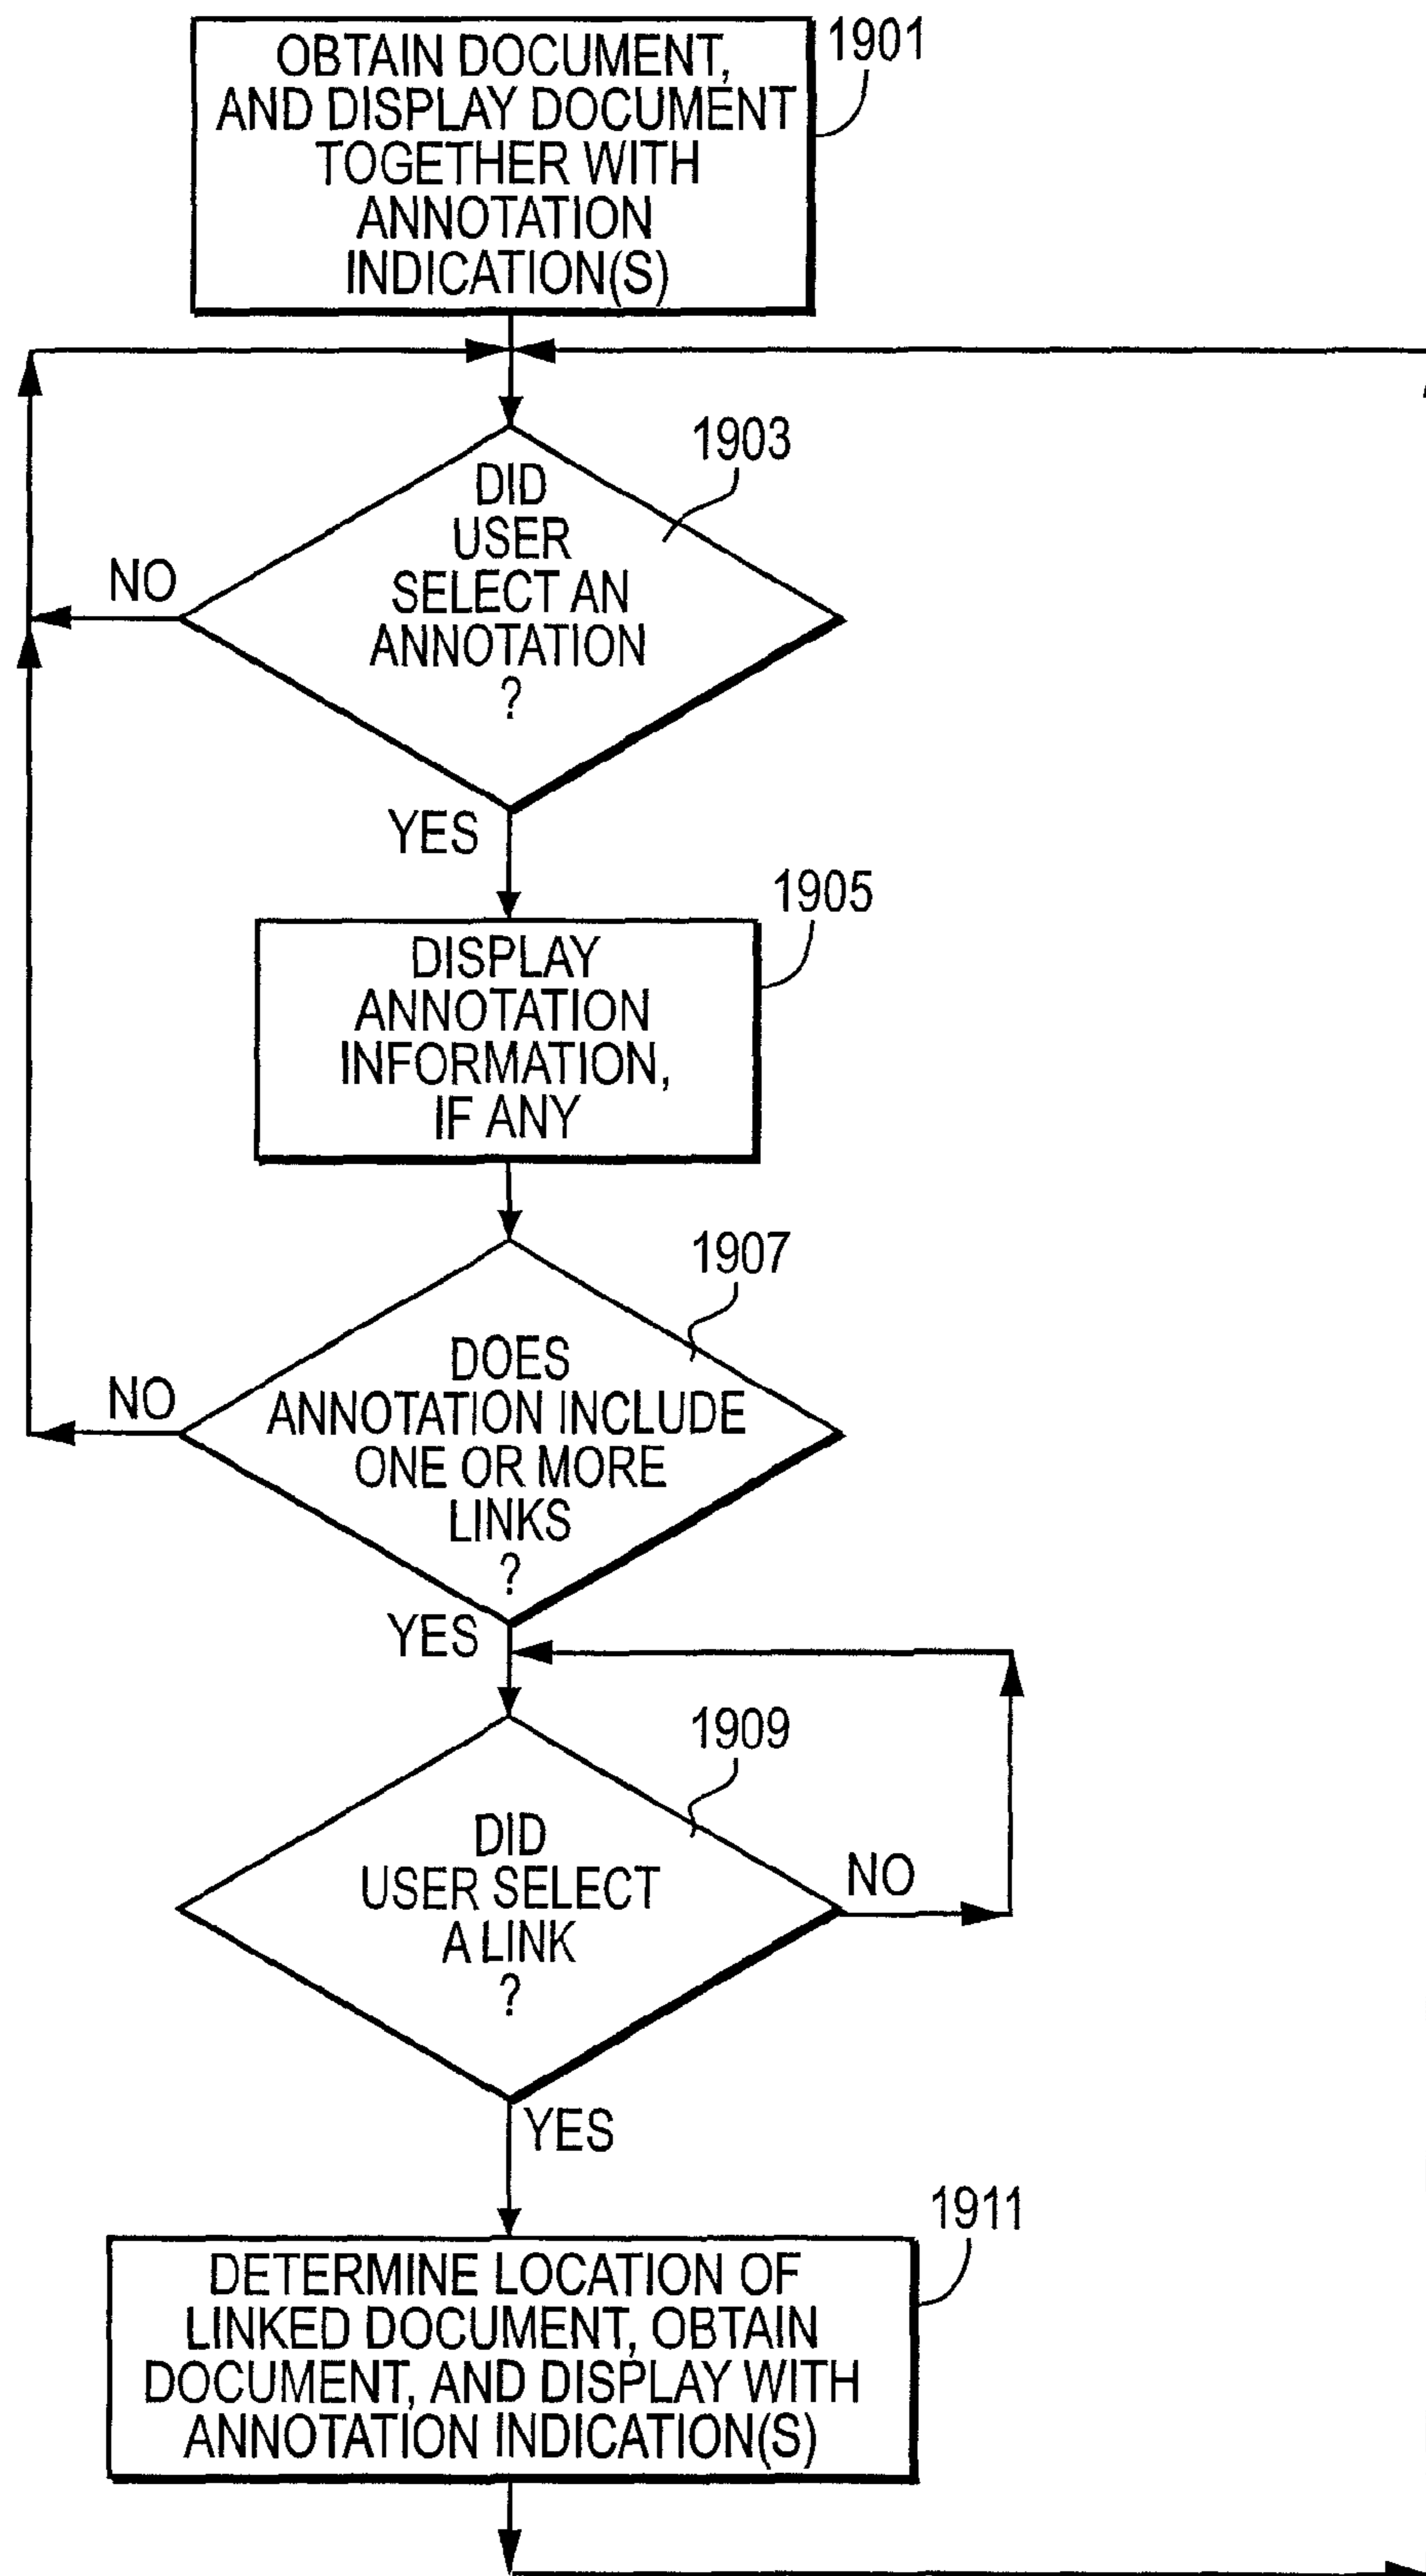 OBTAIN DOCUMENT,
AND DISPLAY DOCUMENT
TOGETHER WITH
ANNOTATION
INDICATION(S)
1901
1903
DID
USER
SELECT AN
ANNOTATION
?
NO
YES
1905
DISPLAY
ANNOTATION
INFORMATION,
IF ANY
1907
DOES
ANNOTATION INCLUDE
ONE OR MORE
LINKS
?
NO
YES
1909
DID
USER SELECT
A LINK
?
NO
YES
1911
DETERMINE LOCATION OF
LINKED DOCUMENT, OBTAIN
DOCUMENT, AND DISPLAY WITH
ANNOTATION INDICATION(S)